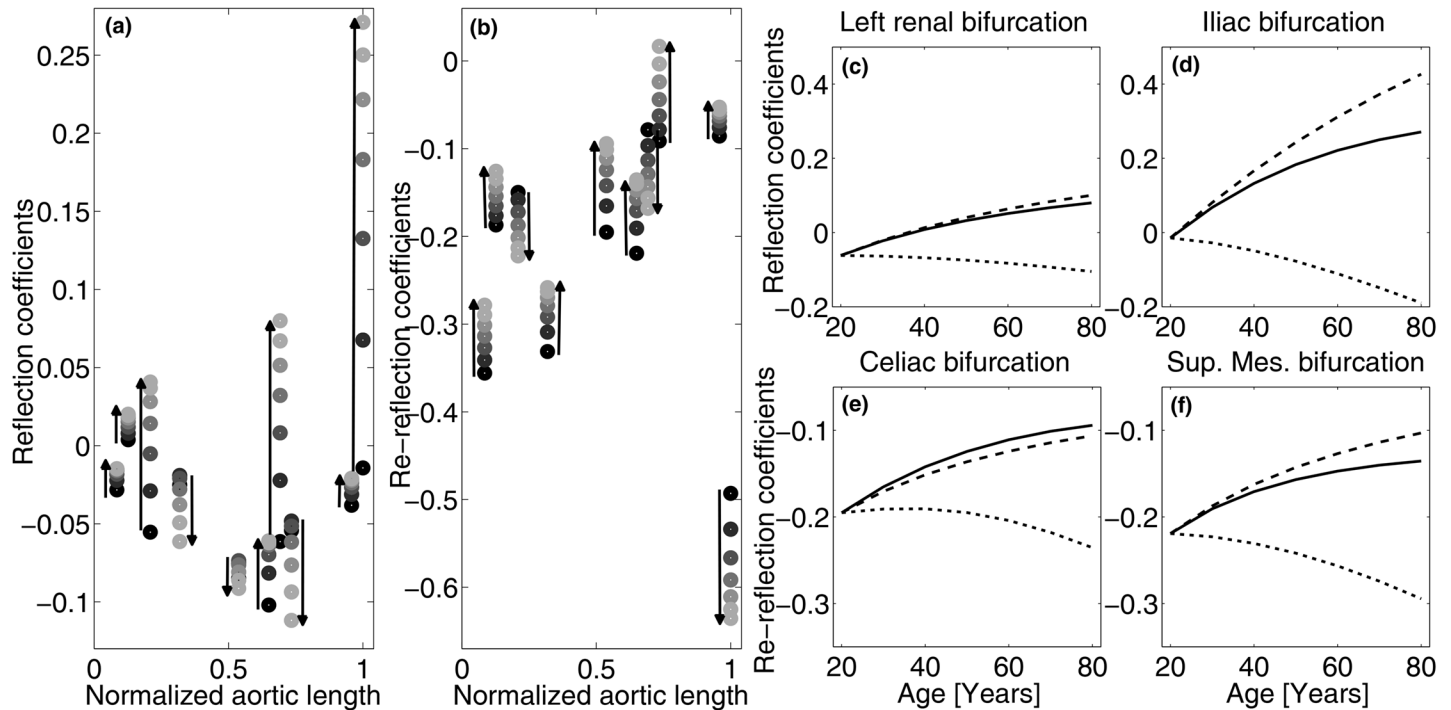 (a)
0.25
0.2
0.15
0.1
0.05
0
−0.05
−0.1
Reflection coefficients
0 0.5 1
Normalized aortic length
(b)
0
−0.1
−0.2
−0.3
−0.4
−0.5
−0.6
Re−reflection coefficients
0 0.5 1
Normalized aortic length
Left renal bifurcation
(c)
0.4
0.2
0
−0.2
Reflection coefficients
20 40 60 80
Iliac bifurcation
(d)
0.4
0.2
0
−0.2
20 40 60 80
Celiac bifurcation
(e)
−0.1
−0.2
−0.3
Re−reflection coefficients
20 40 60 80
Age [Years]
Sup. Mes. bifurcation
(f)
−0.1
−0.2
−0.3
20 40 60 80
Age [Years]